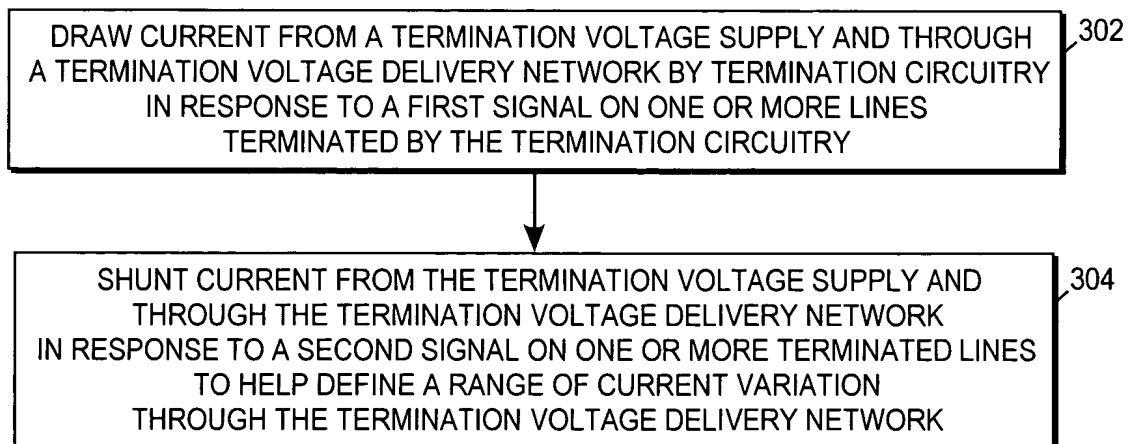 DRAW CURRENT FROM A TERMINATION VOLTAGE SUPPLY AND THROUGH
A TERMINATION VOLTAGE DELIVERY NETWORK BY TERMINATION CIRCUITRY
IN RESPONSE TO A FIRST SIGNAL ON ONE OR MORE LINES
TERMINATED BY THE TERMINATION CIRCUITRY
302
SHUNT CURRENT FROM THE TERMINATION VOLTAGE SUPPLY AND
THROUGH THE TERMINATION VOLTAGE DELIVERY NETWORK
IN RESPONSE TO A SECOND SIGNAL ON ONE OR MORE TERMINATED LINES
TO HELP DEFINE A RANGE OF CURRENT VARIATION
THROUGH THE TERMINATION VOLTAGE DELIVERY NETWORK
304